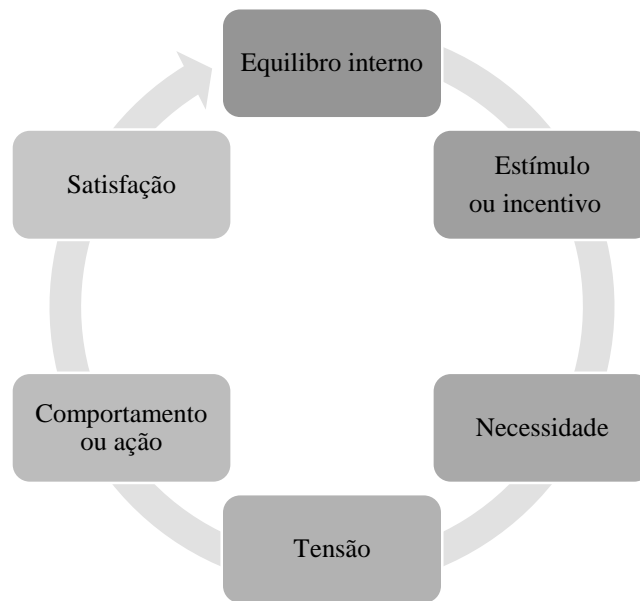 Equilibro interno
Estímulo
ou incentivo
Necessidade
Tensão
Comportamento
ou ação
Satisfação